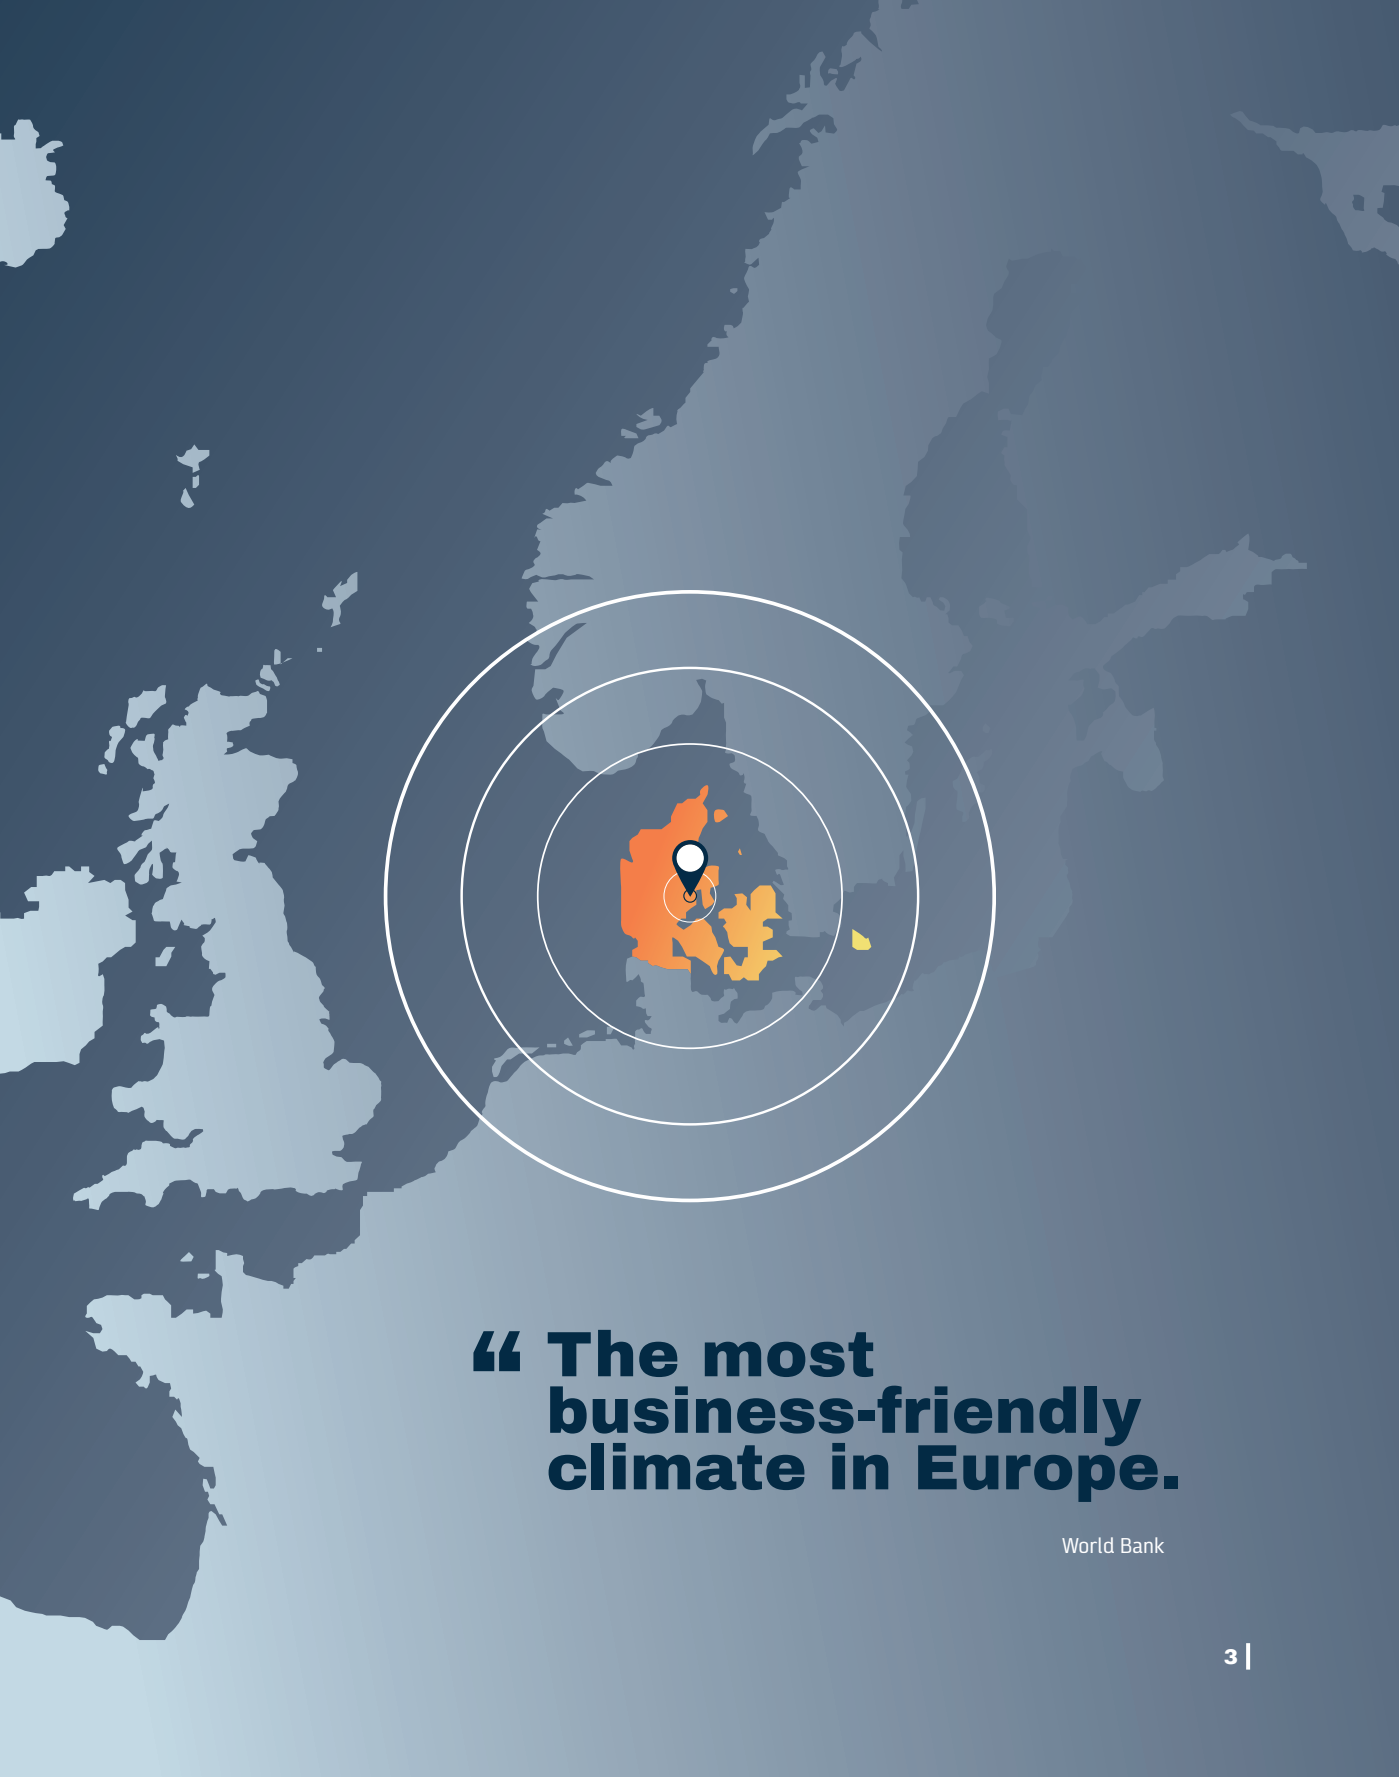 “ The most
business-friendly
climate in Europe.
World Bank
3